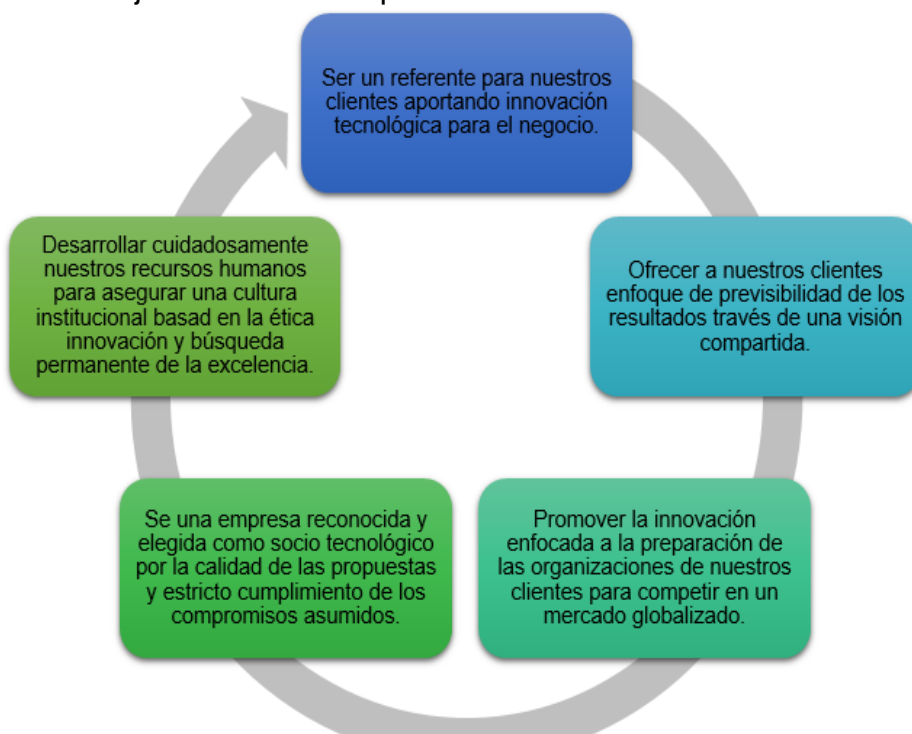 Ser un referente para nuestros
clientes aportando innovación
tecnológica para el negocio.
Ofrecer a nuestros clientes
enfoque de previsibilidad de los
resultados través de una visión
compartida.
Promover la innovación
enfocada a la preparación de
las organizaciones de nuestros
clientes para competir en un
mercado globalizado.
Se una empresa reconocida y
elegida como socio tecnológico
por la calidad de las propuestas
y estricto cumplimiento de los
compromisos asumidos.
Desarrollar cuidadosamente
nuestros recursos humanos
para asegurar una cultura
institucional basad en la ética
innovación y búsqueda
permanente de la excelencia.